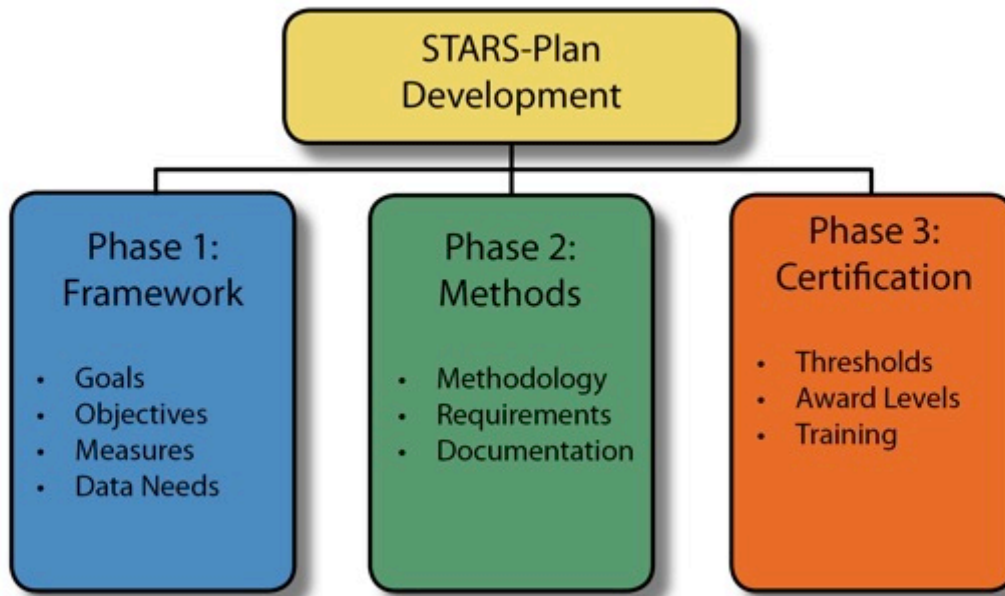 STARS-Plan
Development
Phase 1:
Framework
• Goals
• Objectives
• Measures
• Data Needs
Phase 2:
Methods
• Methodology
• Requirements
• Documentation
Phase 3:
Certification
• Thresholds
• Award Levels
• Training